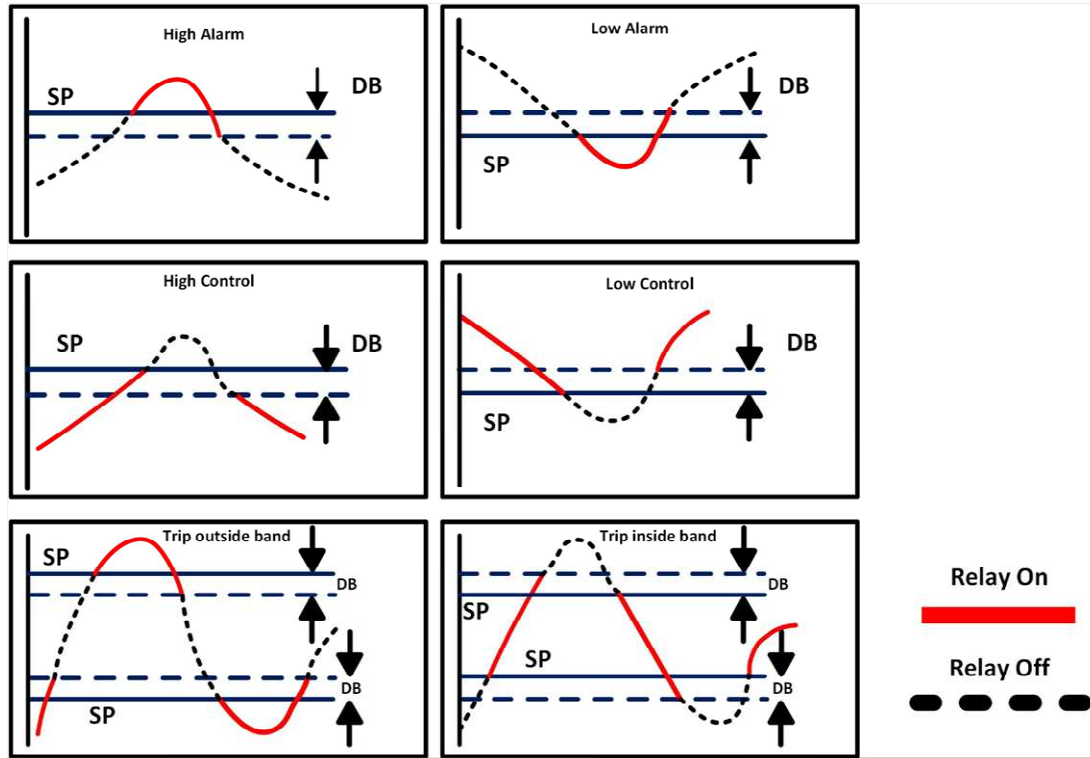 High Alarm
SP
DB
Low Alarm
DB
SP
High Control
SP
DB
Low Control
DB
SP
Trip outside band
SP
DB
DB
SP
Trip inside band
DB
SP
SP
DB
Relay On
Relay Off